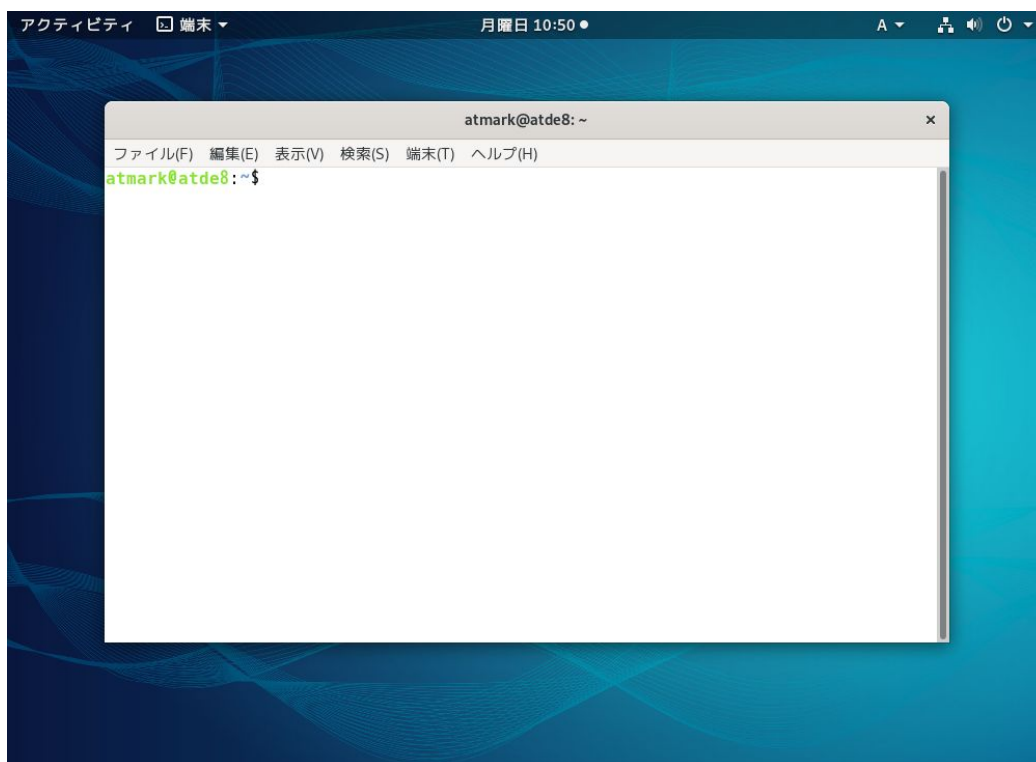 アクティビティ 端末 月曜日 10:50 A
atmark@atde8: ~
ファイル(F) 編集(E) 表示(V) 検索(S) 端末(T) ヘルプ(H)
atmark@atde8:~$